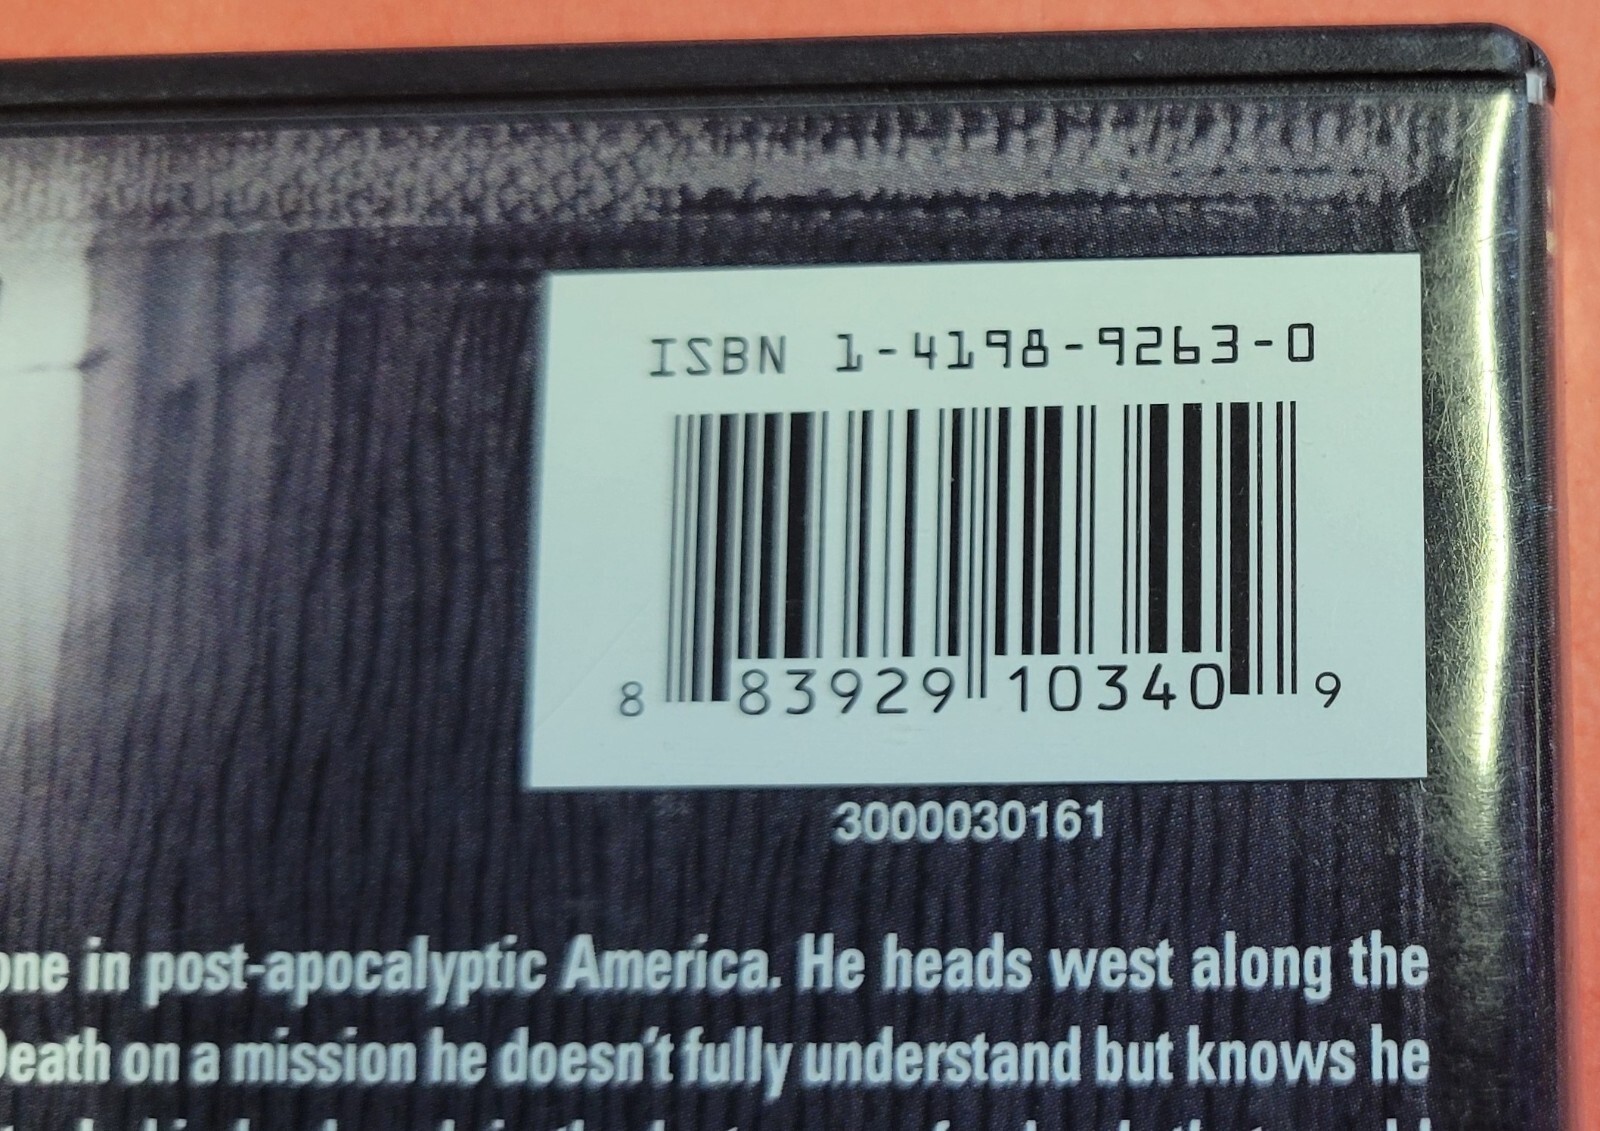 ISBN 1-4198-9263-0
8 83929 10340 9
3000030161
one in post-apocalyptic America. He heads west along the
Death on a mission he doesn't fully understand but knows he